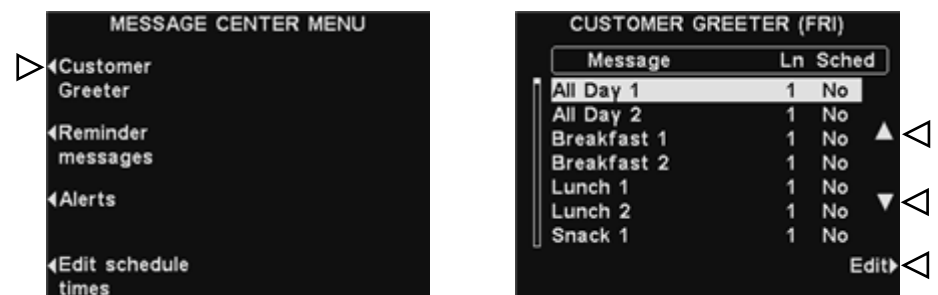 MESSAGE CENTER MENU
Customer
Greeter
Reminder
messages
Alerts
Edit schedule
times
CUSTOMER GREETER (FRI)
Message Ln Sched
All Day 1 1 No
All Day 2 1 No
Breakfast 1 1 No
Breakfast 2 1 No
Lunch 1 1 No
Lunch 2 1 No
Snack 1 1 No
Edit